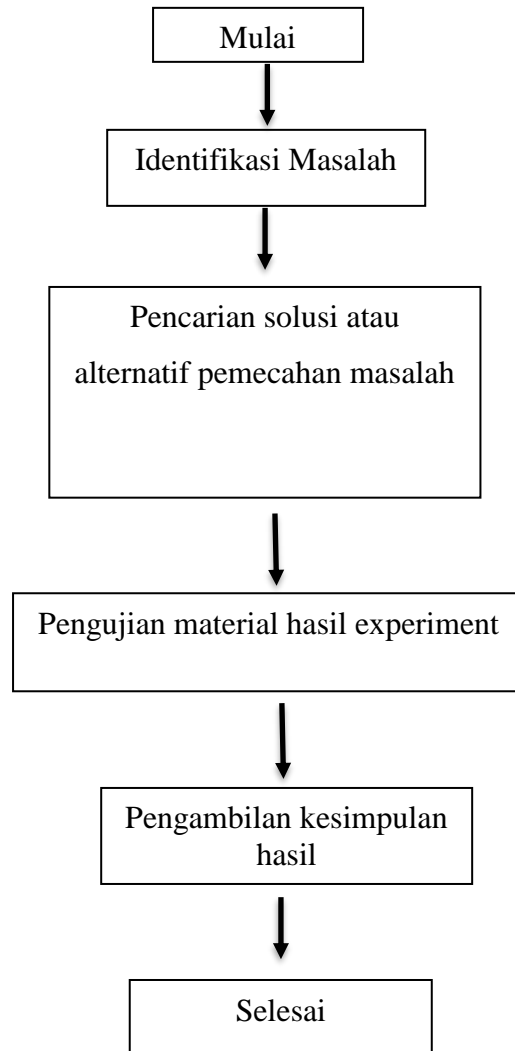 Mulai
Identifikasi Masalah
Pencarian solusi atau
alternatif pemecahan masalah
Pengujian material hasil experiment
Pengambilan kesimpulan
hasil
Selesai